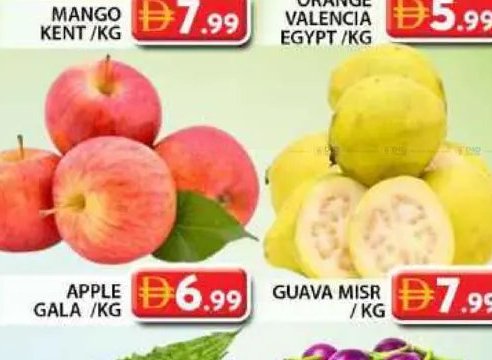 MANGO
KENT /KG
7.99
ORANGE
VALENCIA
EGYPT /KG
5.99
APPLE
GALA /KG
6.99
GUAVA MISR
/ KG
7.99